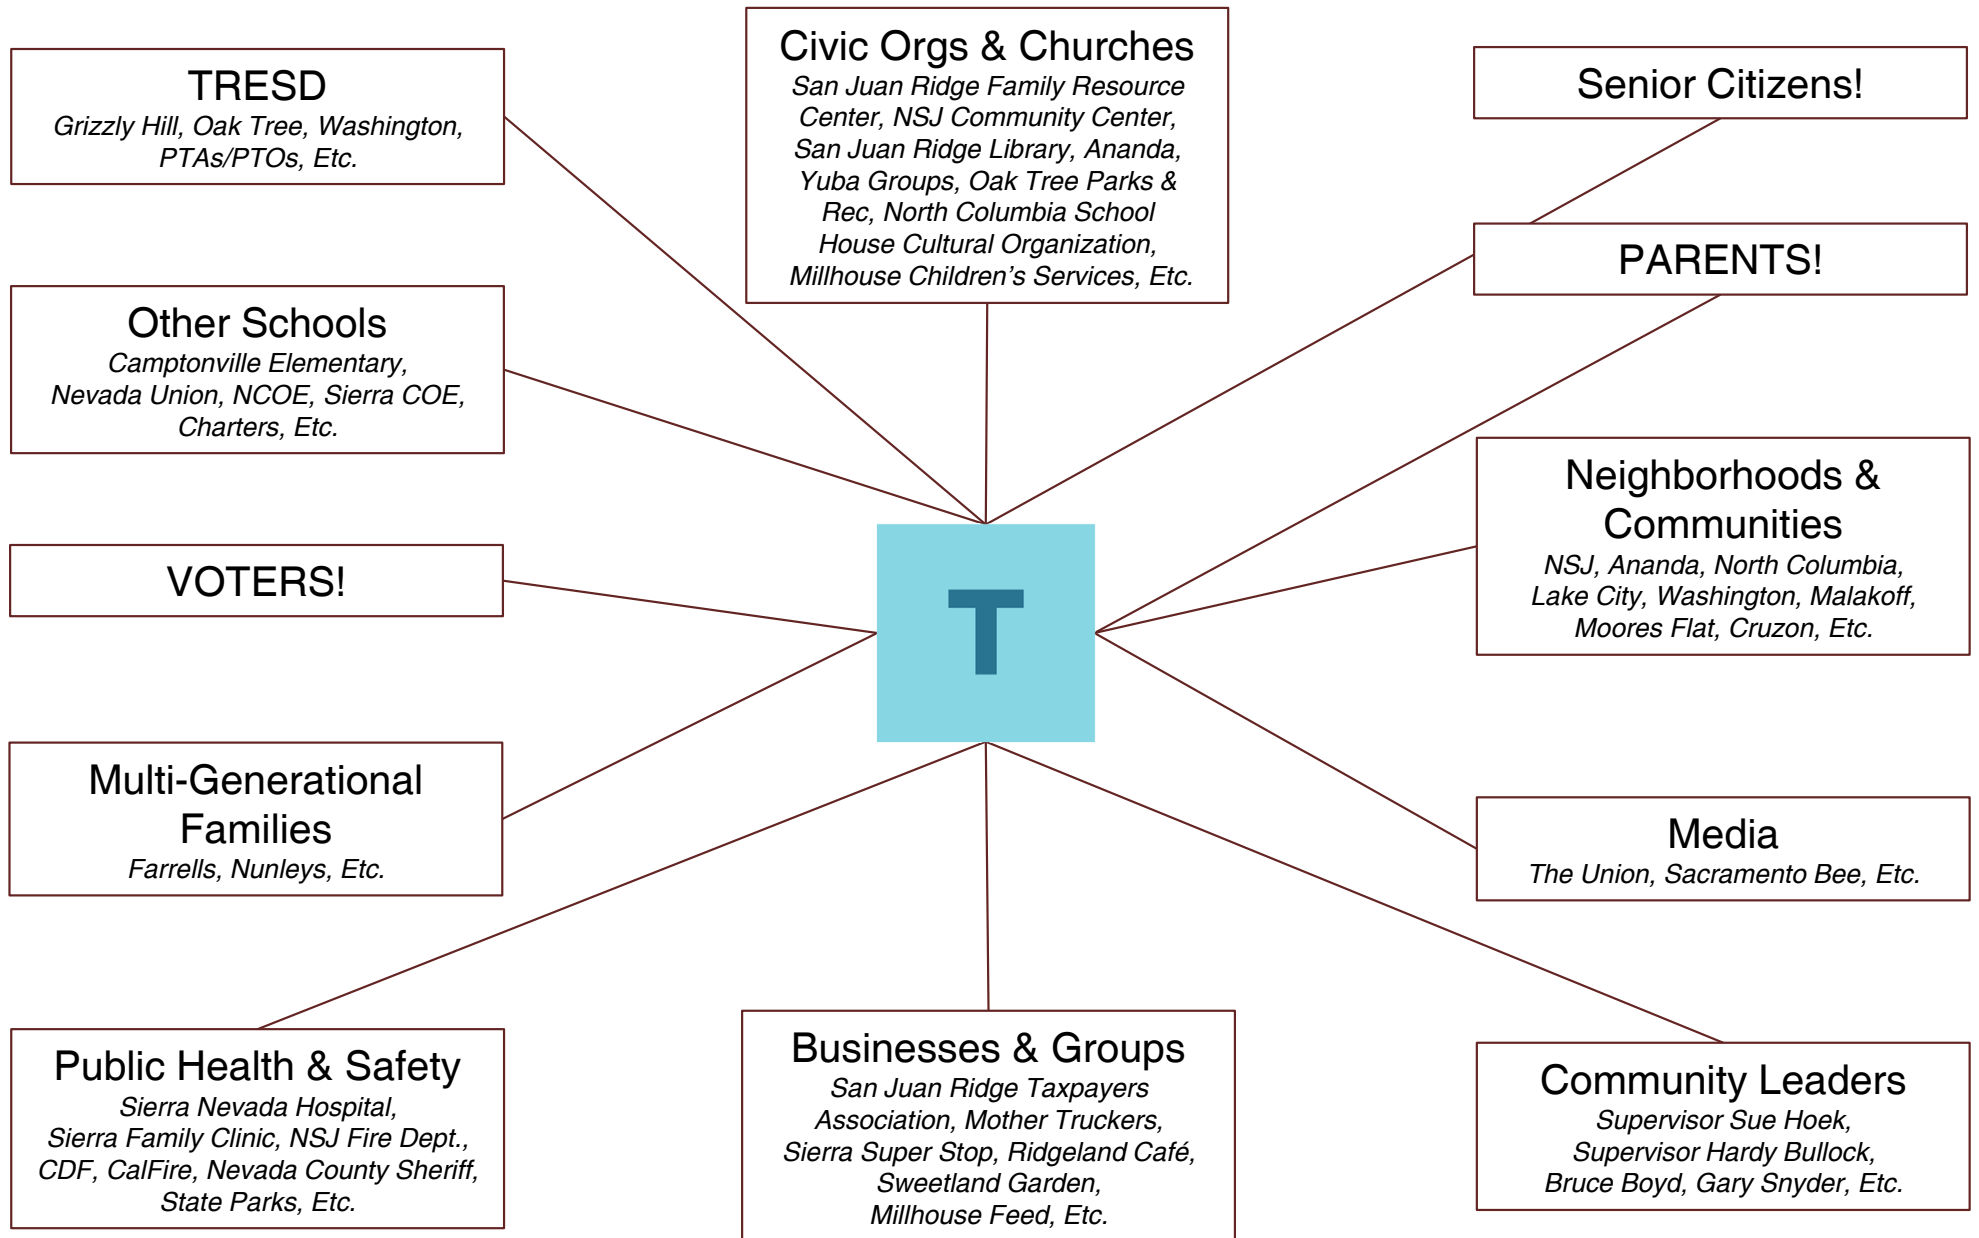 TRESD
Grizzly Hill, Oak Tree, Washington,
PTAs/PTOs, Etc.
Civic Orgs & Churches
San Juan Ridge Family Resource
Center, NSJ Community Center,
San Juan Ridge Library, Ananda,
Yuba Groups, Oak Tree Parks &
Rec, North Columbia School
House Cultural Organization,
Millhouse Children’s Services, Etc.
Senior Citizens!
PARENTS!
Other Schools
Camptonville Elementary,
Nevada Union, NCOE, Sierra COE,
Charters, Etc.
Neighborhoods &
Communities
NSJ, Ananda, North Columbia,
Lake City, Washington, Malakoff,
Moores Flat, Cruzon, Etc.
VOTERS!
T
Multi-Generational
Families
Farrells, Nunleys, Etc.
Media
The Union, Sacramento Bee, Etc.
Public Health & Safety
Sierra Nevada Hospital,
Sierra Family Clinic, NSJ Fire Dept.,
CDF, CalFire, Nevada County Sheriff,
State Parks, Etc.
Businesses & Groups
San Juan Ridge Taxpayers
Association, Mother Truckers,
Sierra Super Stop, Ridgeland Café,
Sweetland Garden,
Millhouse Feed, Etc.
Community Leaders
Supervisor Sue Hoek,
Supervisor Hardy Bullock,
Bruce Boyd, Gary Snyder, Etc.